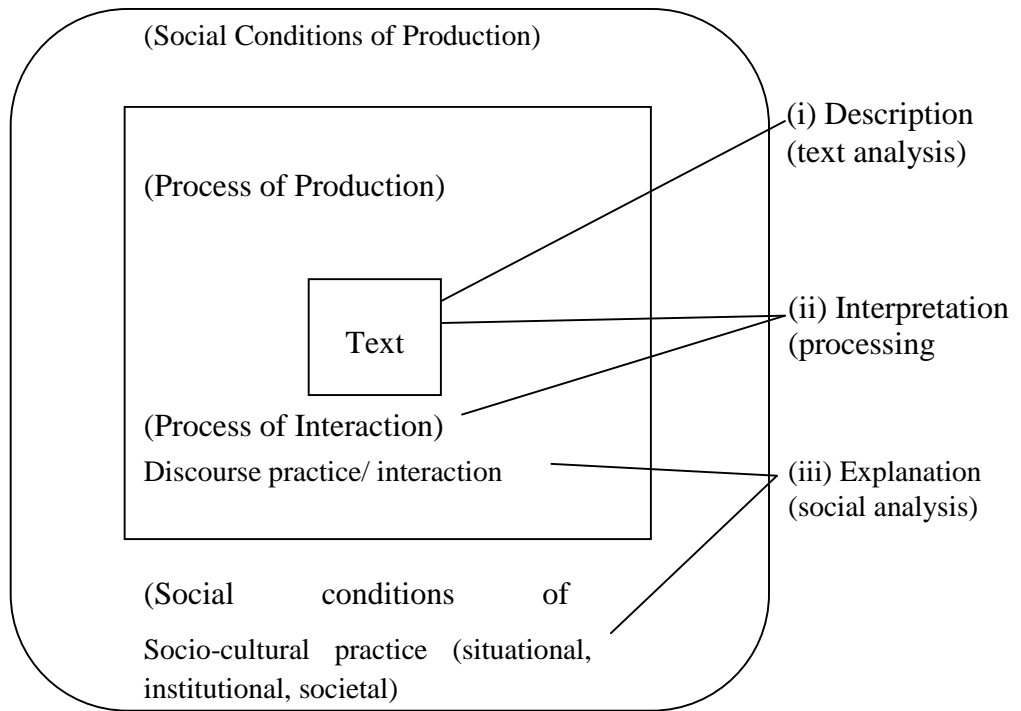 (Social Conditions of Production)
(i) Description
(text analysis)
(Process of Production)
(ii) Interpretation
(processing
Text
(Process of Interaction)
Discourse practice/ interaction
(iii) Explanation
(social analysis)
(Social conditions of
Socio-cultural practice (situational,
institutional, societal)